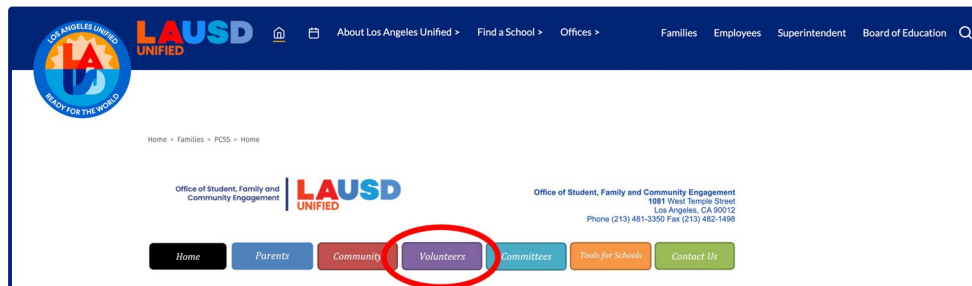 LOS ANGELES UNIFIED
LA
USD
READY FOR THE WORLD
LAUSD
UNIFIED
About Los Angeles Unified >
Find a School >
Offices >
Families
Employees
Superintendent
Board of Education
Home > Families > PCSS > Home
Office of Student, Family and
Community Engagement
LAUSD
UNIFIED
Office of Student, Family and Community Engagement
1081 West Temple Street
Los Angeles, CA 90012
Phone (213) 481-3350 Fax (213) 482-1498
Home
Parents
Community
Volunteers
Committees
Tools for Schools
Contact Us